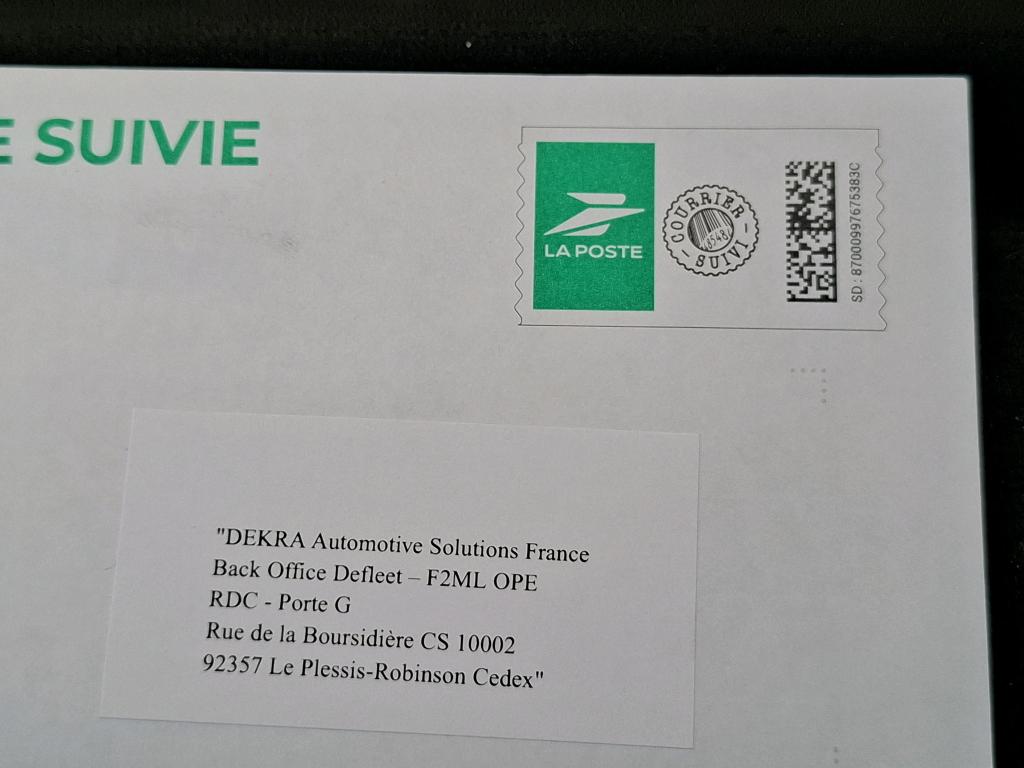 E SUIVIE
LA POSTE
COURRIER
SUIVI
SD : 87000997675383C
"DEKRA Automotive Solutions France
Back Office Defleet – F2ML OPE
RDC - Porte G
Rue de la Boursidière CS 10002
92357 Le Plessis-Robinson Cedex"